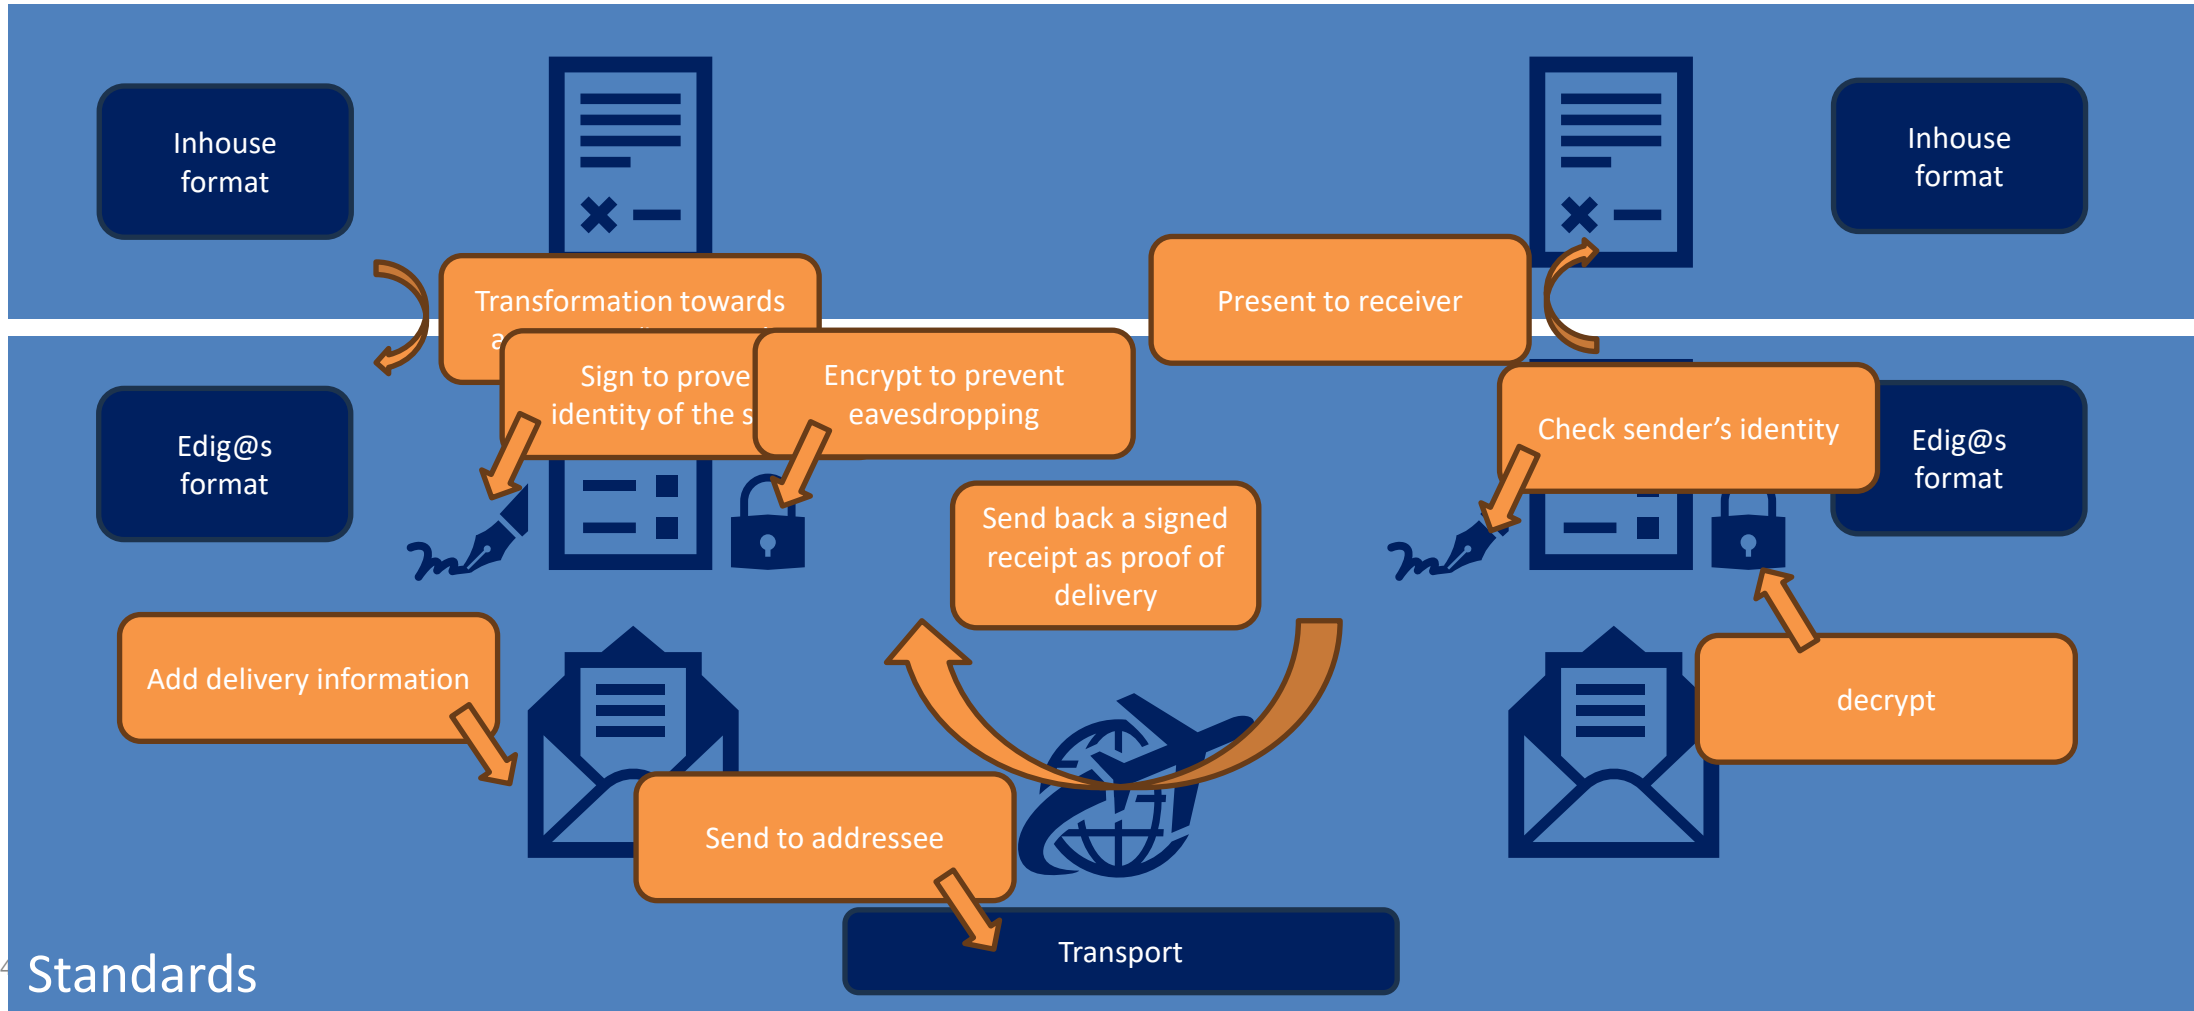 Inhouse
format
Inhouse
format
Transformation towards
Present to receiver
Sign to prove
identity of the s
Encrypt to prevent
eavesdropping
Check sender's identity
Edig@s
format
Edig@s
format
Send back a signed
receipt as proof of
delivery
Add delivery information
decrypt
Send to addressee
Transport
Standards